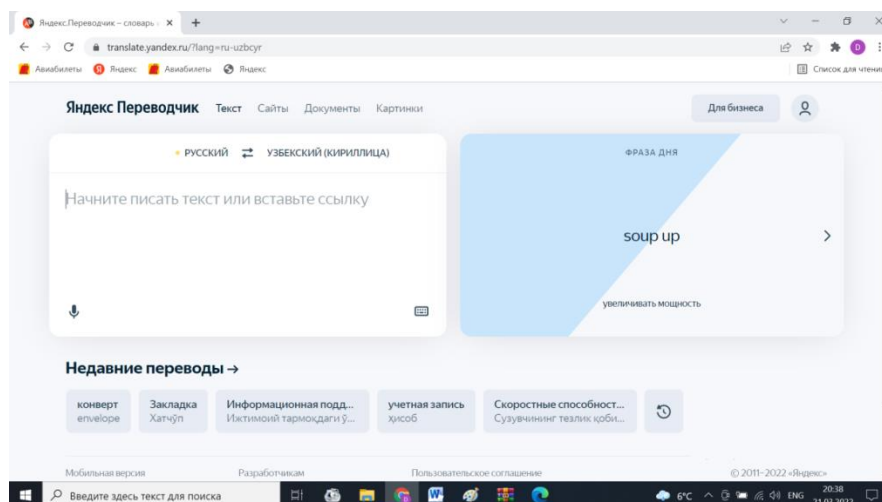 Яндекс.Переводчик – словарь и
translate.yandex.ru/?lang=ru-uzbcyr
Авиабилеты Яндекс Авиабилеты Яндекс Список для чтения
Яндекс Переводчик Текст Сайты Документы Картинки Для бизнеса
РУССКИЙ УЗБЕКСКИЙ (КИРИЛЛИЦА)
Начните писать текст или вставьте ссылку
ФРАЗА ДНЯ
soup up
увеличивать мощность
Недавние переводы →
конверт Закладка Информационная подд... учетная запись Скоростные способност...
envelope Хатчўп Ижтимоий тармоқдаги ў... ҳисоб Сузувчининг тезлик қоби...
Мобильная версия Разработчикам Пользовательское соглашение © 2011–2022 «Яндекс»
Введите здесь текст для поиска 6°C ENG 20:38